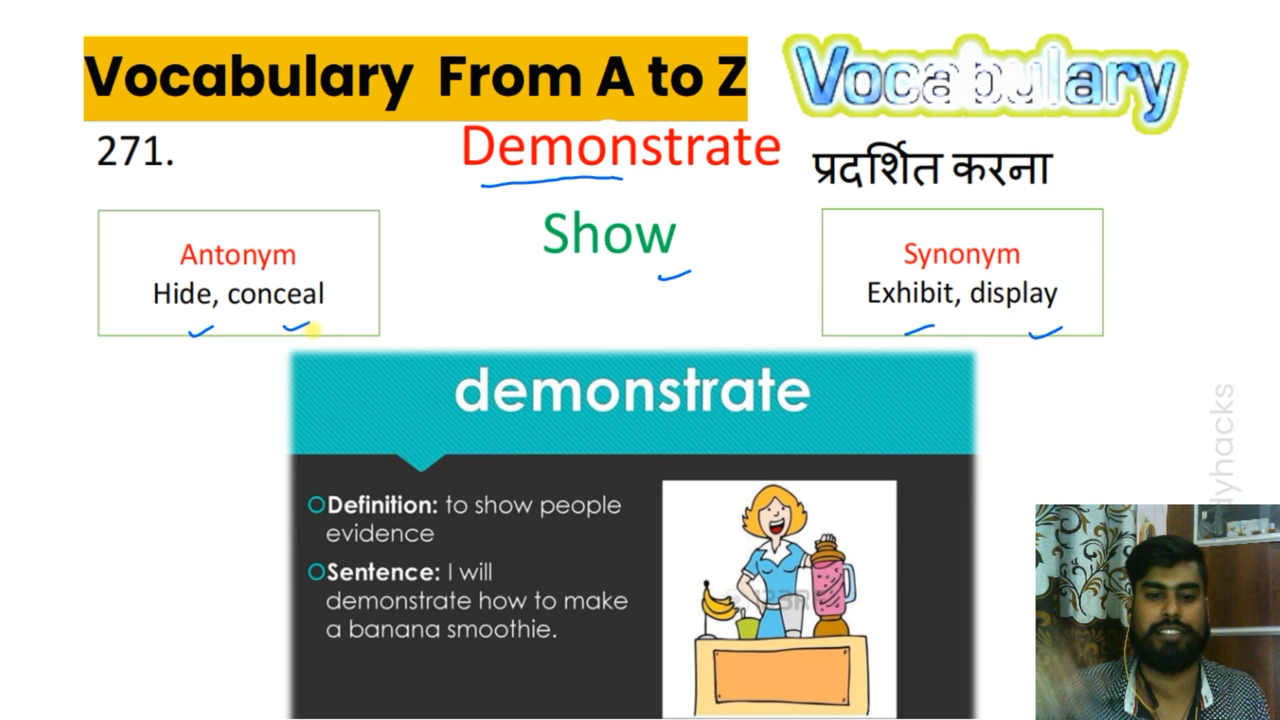 Vocabulary From A to Z
Vocabulary
271.
Demonstrate
प्रदर्शित करना
Show
Antonym
Hide, conceal
Synonym
Exhibit, display
demonstrate
Definition: to show people
evidence
Sentence: I will
demonstrate how to make
a banana smoothie.
dyhacks